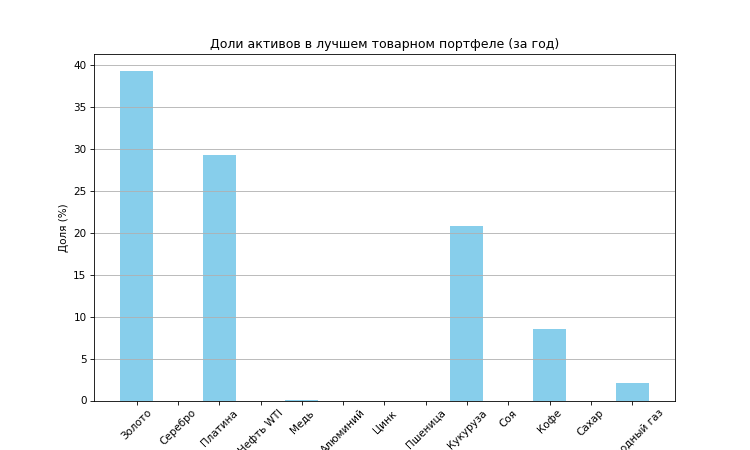 Доли активов в лучшем товарном портфеле (за год)
Доля (%)
40
35
30
25
20
15
10
5
0
Золото
Серебро
Платина
Нефть WTI
Медь
Алюминий
Цинк
Пшеница
Кукуруза
Соя
Кофе
Сахар
одный газ